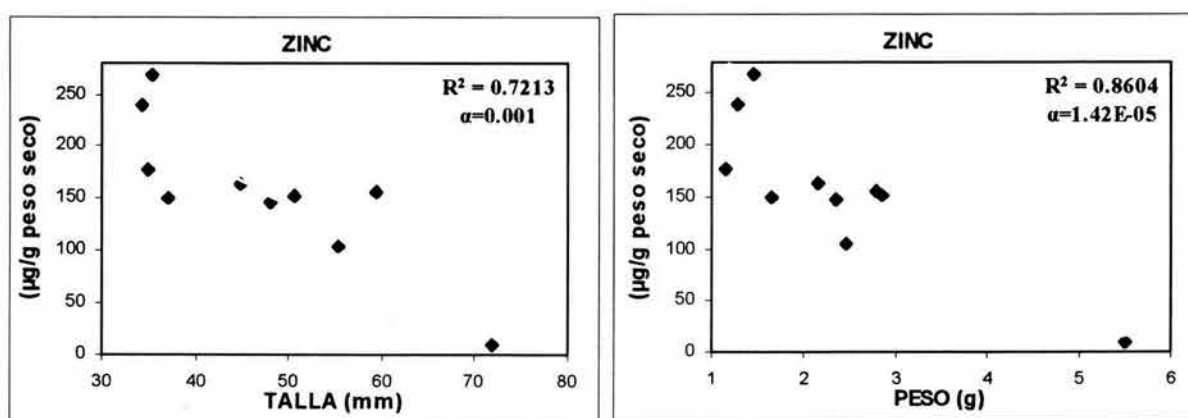 ZINC
R² = 0.7213
α=0.001
(µg/g peso seco)
250
200
150
100
50
0
30 40 50 60 70 80
TALLA (mm)
ZINC
R² = 0.8604
α=1.42E-05
(µg/g peso seco)
250
200
150
100
50
0
1 2 3 4 5 6
PESO (g)